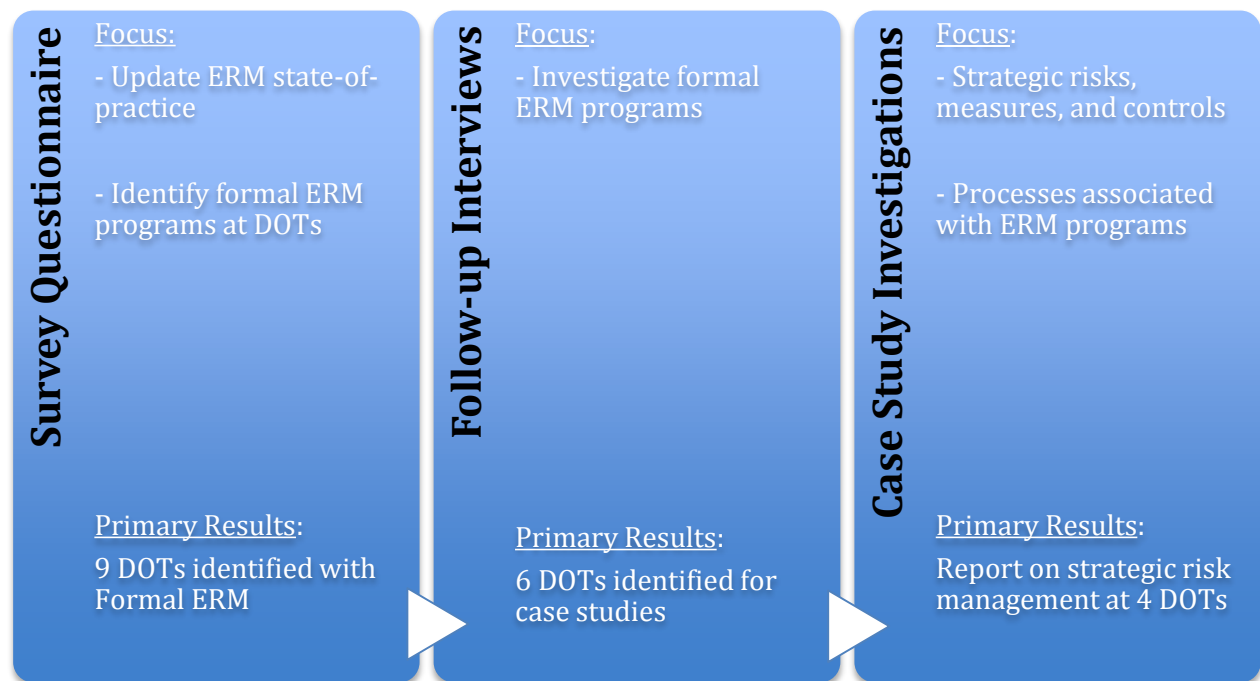 Survey Questionnaire
Focus:
- Update ERM state-of-
practice
- Identify formal ERM
programs at DOTs
Primary Results:
9 DOTs identified with
Formal ERM
Follow-up Interviews
Focus:
- Investigate formal
ERM programs
Primary Results:
6 DOTs identified for
case studies
Case Study Investigations
Focus:
- Strategic risks,
measures, and controls
- Processes associated
with ERM programs
Primary Results:
Report on strategic risk
management at 4 DOTs